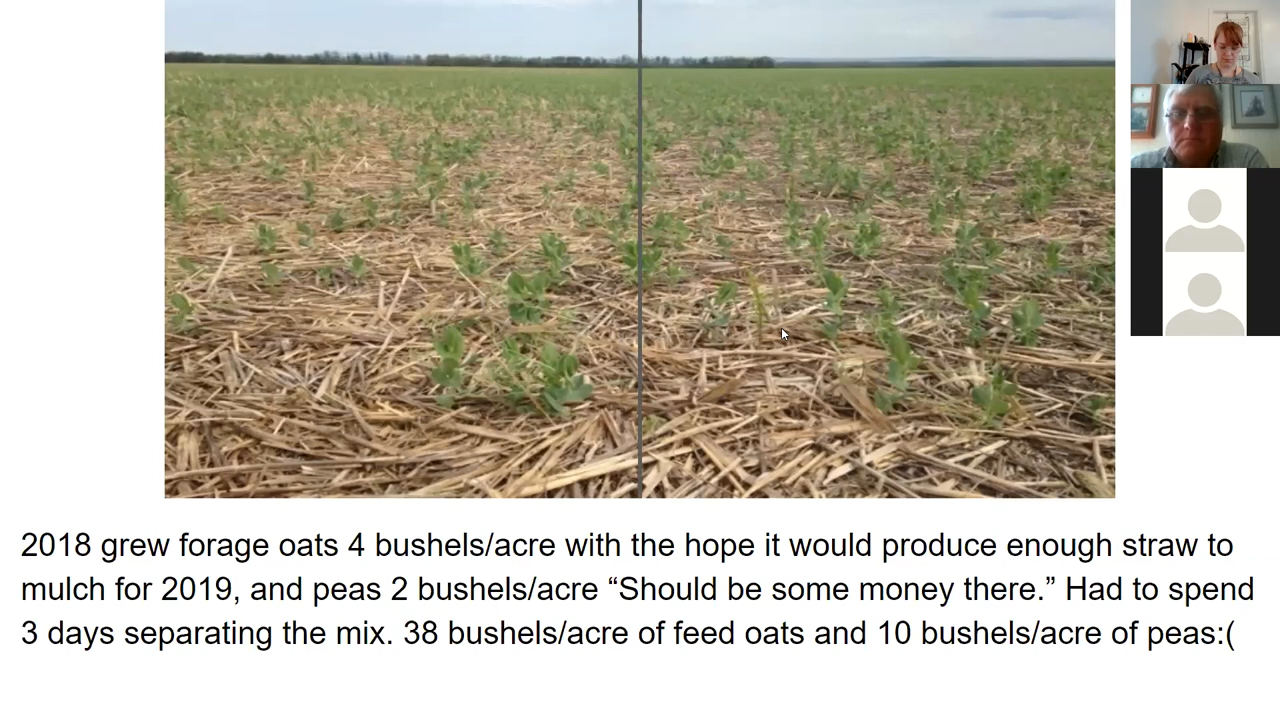 2018 grew forage oats 4 bushels/acre with the hope it would produce enough straw to
mulch for 2019, and peas 2 bushels/acre “Should be some money there.” Had to spend
3 days separating the mix. 38 bushels/acre of feed oats and 10 bushels/acre of peas:(